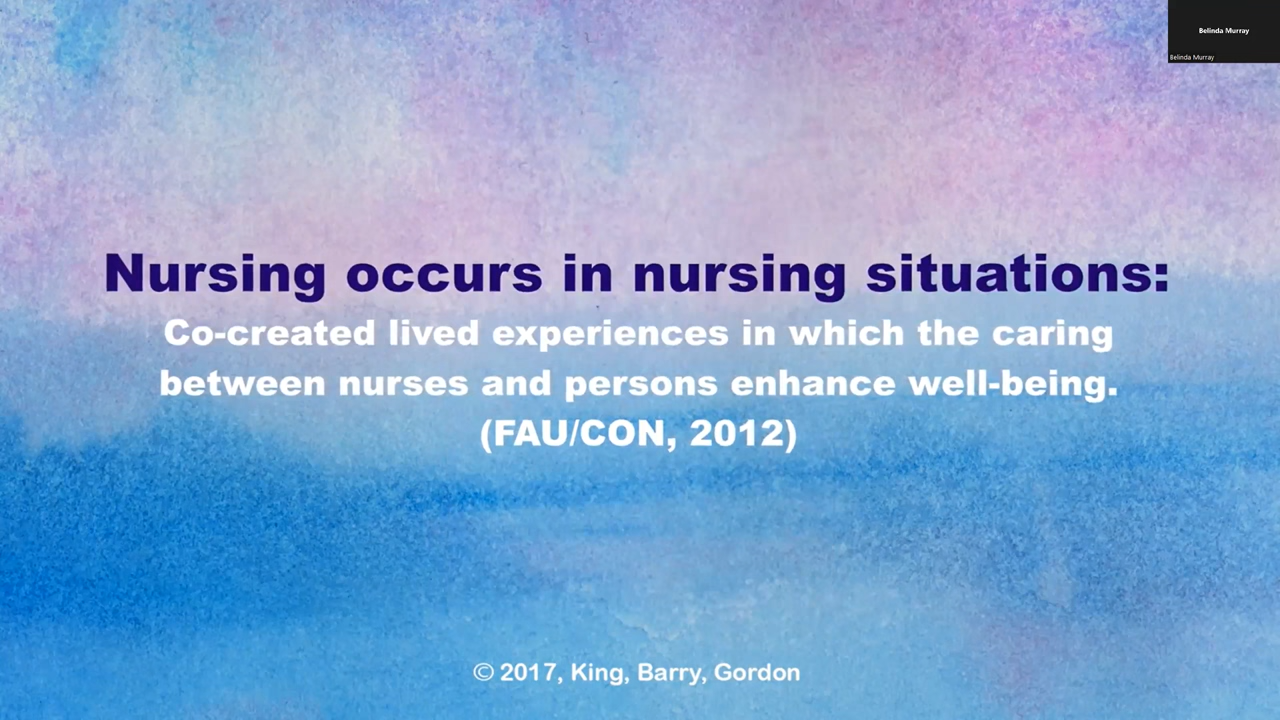 Belinda Murray
Belinda Murray
Nursing occurs in nursing situations:
Co-created lived experiences in which the caring
between nurses and persons enhance well-being.
(FAU/CON, 2012)
© 2017, King, Barry, Gordon